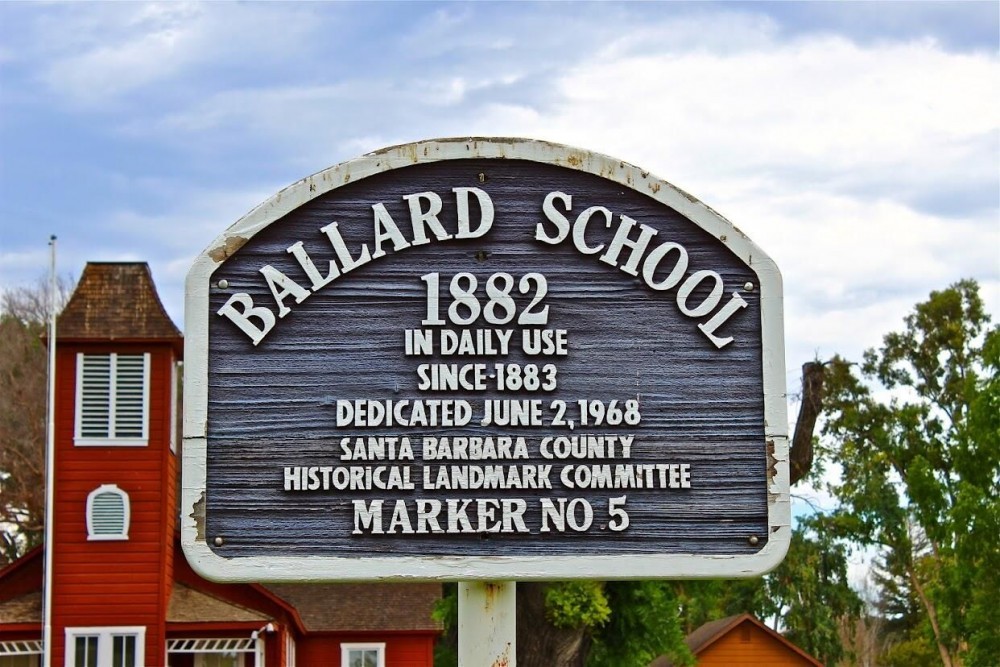 BALLARD SCHOOL
1882
IN DAILY USE
SINCE·1883
DEDICATED JUNE 2, 1968
SANTA BARBARA COUNTY
HISTORICAL LANDMARK COMMITTEE
MARKER NO. 5